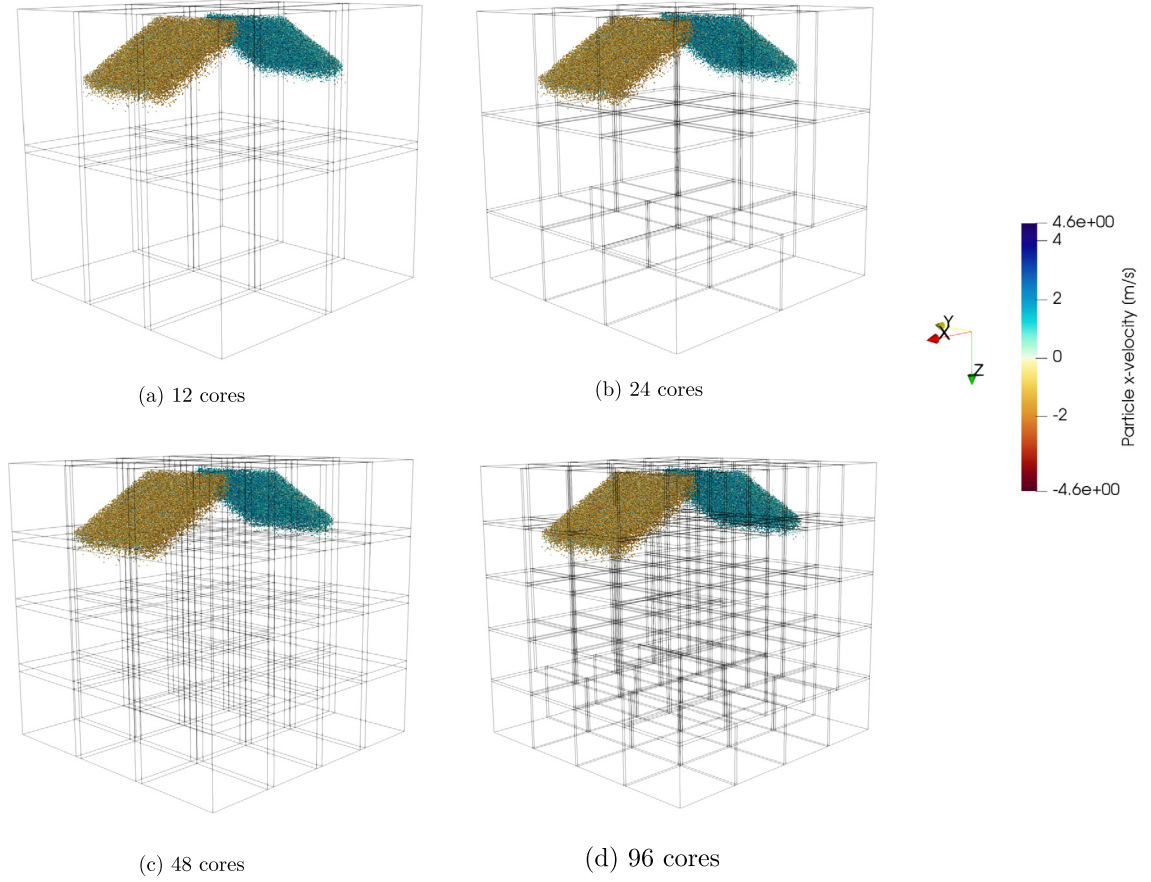 (a) 12 cores
(b) 24 cores
4.6e+00
4
2
0
-2
-4.6e+00
Particle x-velocity (m/s)
Y
X
Z
(c) 48 cores
(d) 96 cores